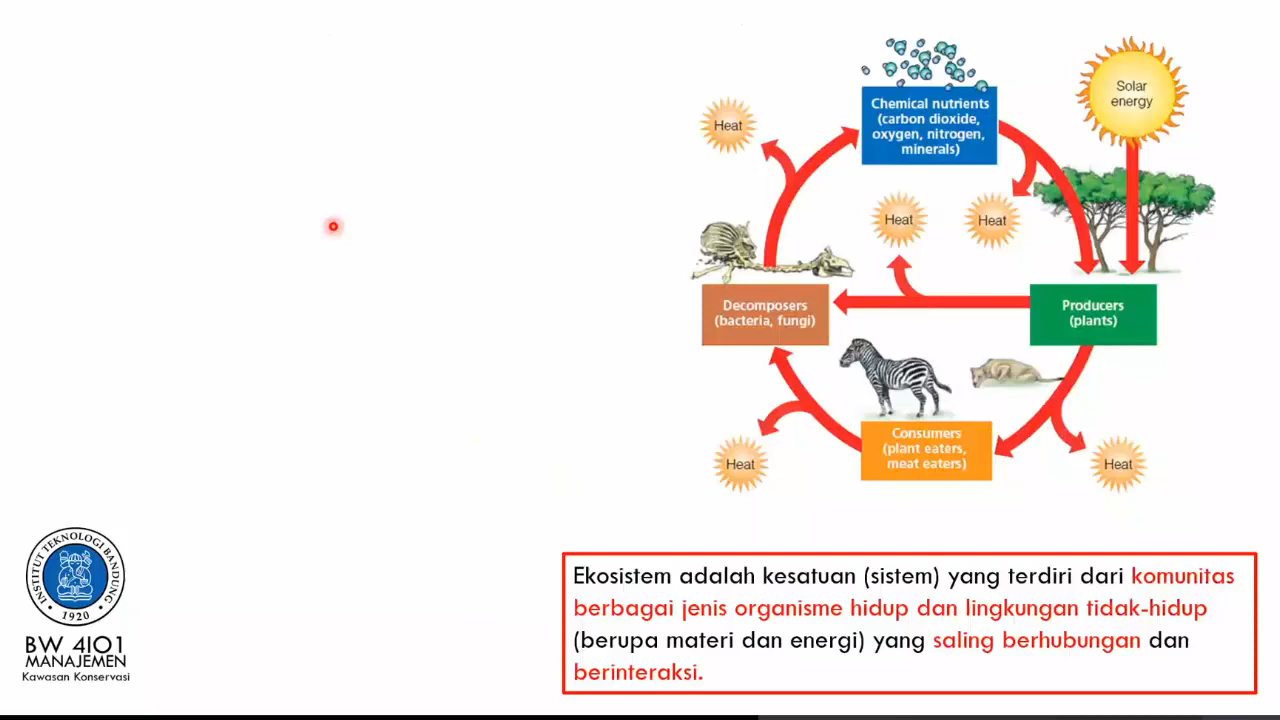 Solar
energy
Chemical nutrients
(carbon dioxide,
oxygen, nitrogen,
minerals)
Heat
Heat
Heat
Decomposers
(bacteria, fungi)
Producers
(plants)
Consumers
(plant eaters,
meat eaters)
Heat
Heat
INSTITUT TEKNOLOGI BANDUNG
1920
BW 4101
MANAJEMEN
Kawasan Konservasi
Ekosistem adalah kesatuan (sistem) yang terdiri dari komunitas
berbagai jenis organisme hidup dan lingkungan tidak-hidup
(berupa materi dan energi) yang saling berhubungan dan
berinteraksi.